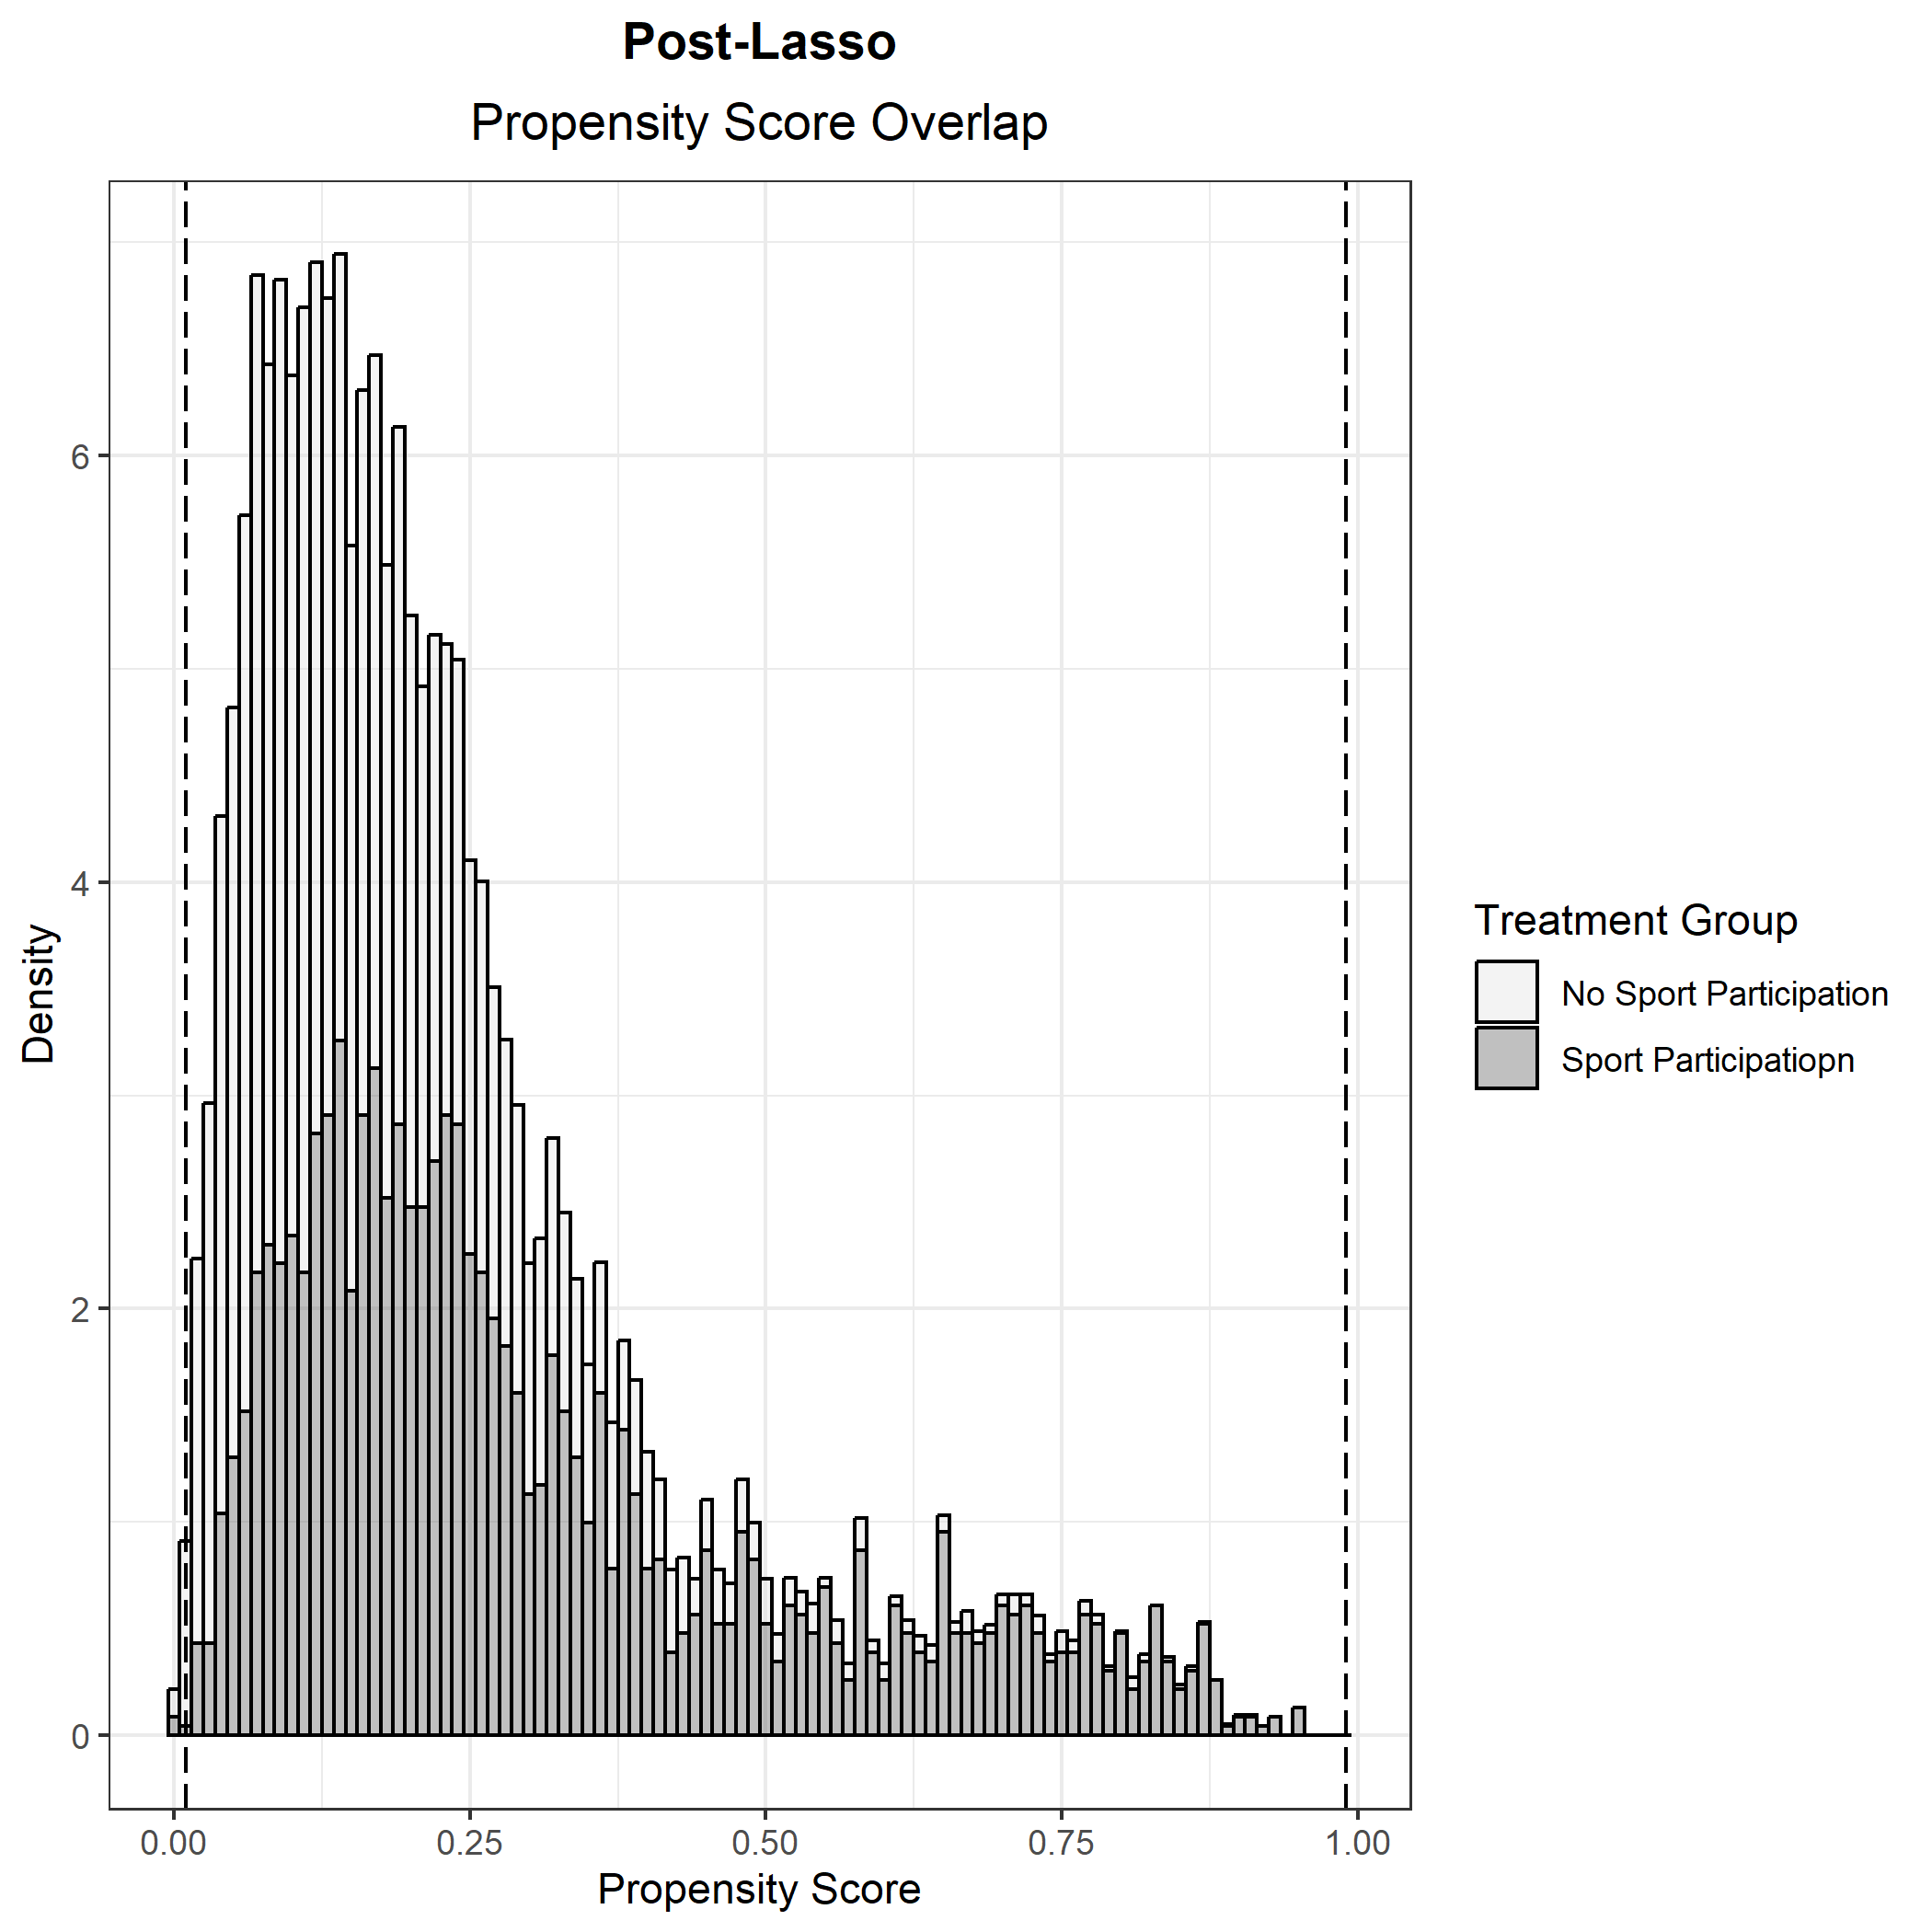 Post-Lasso
Propensity Score Overlap
6
4
2
0
Density
0.00 0.25 0.50 0.75 1.00
Propensity Score
Treatment Group
No Sport Participation
Sport Participatiopn